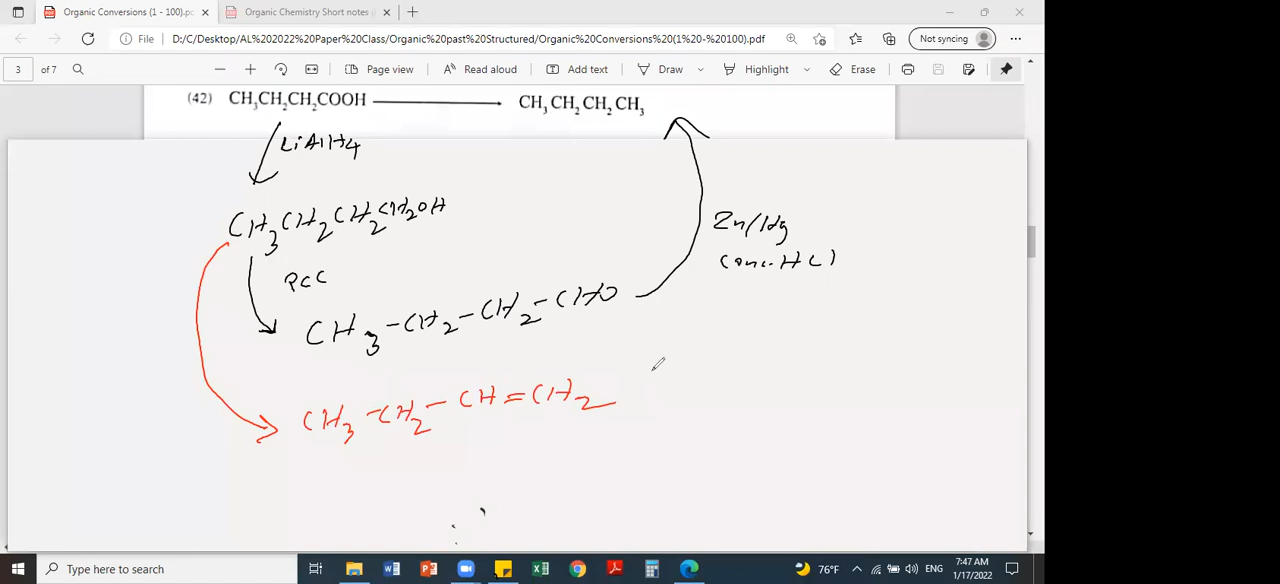 Organic Conversions (1 - 100).pc
Organic Chemistry Short notes (
File
D:/C/Desktop/AL%202022%20Paper%20Class/Organic%20past%20Structured/Organic%20Conversions%20(1%20-%20100).pdf
Not syncing
3 of 7
Page view
Read aloud
Add text
Draw
Highlight
Erase
(42) CH₃CH₂CH₂COOH
CH₃CH₂CH₂CH₃
LiAlH4
CH3CH2CH2CH2OH
Zn/Hg
conc.HCl
PCC
CH3-CH2-CH2-CHO
CH3-CH2-CH=CH2
Type here to search
76°F
ENG
7:47 AM
1/17/2022